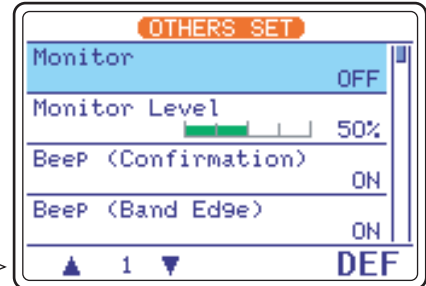 OTHERS SET
Monitor
OFF
Monitor Level
50%
Beep (Confirmation)
ON
Beep (Band Edge)
ON
▲ 1 ▼ DEF